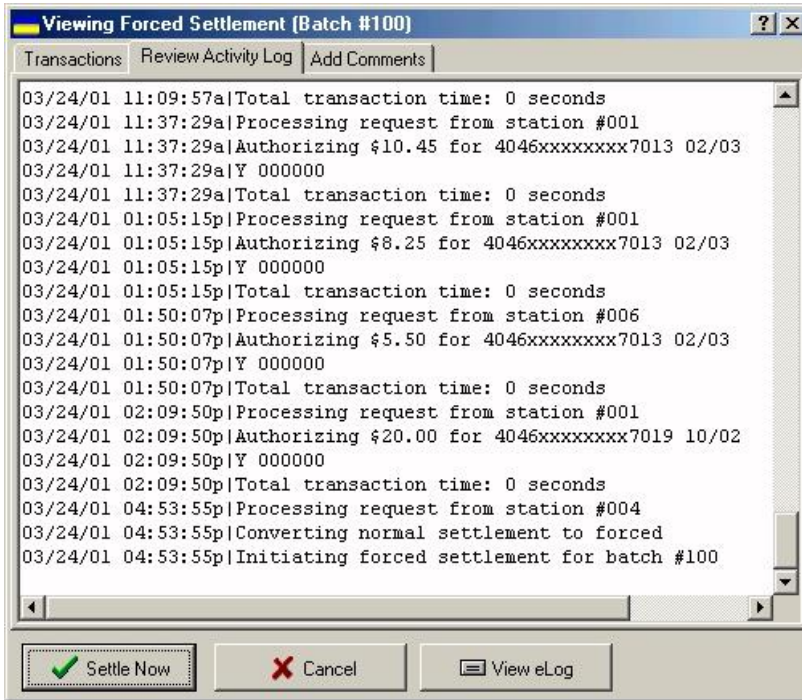 Viewing Forced Settlement (Batch #100)
Transactions Review Activity Log Add Comments
03/24/01 11:09:57a|Total transaction time: 0 seconds
03/24/01 11:37:29a|Processing request from station #001
03/24/01 11:37:29a|Authorizing $10.45 for 4046xxxxxxxx7013 02/03
03/24/01 11:37:29a|Y 000000
03/24/01 11:37:29a|Total transaction time: 0 seconds
03/24/01 01:05:15p|Processing request from station #001
03/24/01 01:05:15p|Authorizing $8.25 for 4046xxxxxxxx7013 02/03
03/24/01 01:05:15p|Y 000000
03/24/01 01:05:15p|Total transaction time: 0 seconds
03/24/01 01:50:07p|Processing request from station #006
03/24/01 01:50:07p|Authorizing $5.50 for 4046xxxxxxxx7013 02/03
03/24/01 01:50:07p|Y 000000
03/24/01 01:50:07p|Total transaction time: 0 seconds
03/24/01 02:09:50p|Processing request from station #001
03/24/01 02:09:50p|Authorizing $20.00 for 4046xxxxxxxx7019 10/02
03/24/01 02:09:50p|Y 000000
03/24/01 02:09:50p|Total transaction time: 0 seconds
03/24/01 04:53:55p|Processing request from station #004
03/24/01 04:53:55p|Converting normal settlement to forced
03/24/01 04:53:55p|Initiating forced settlement for batch #100
Settle Now Cancel View eLog